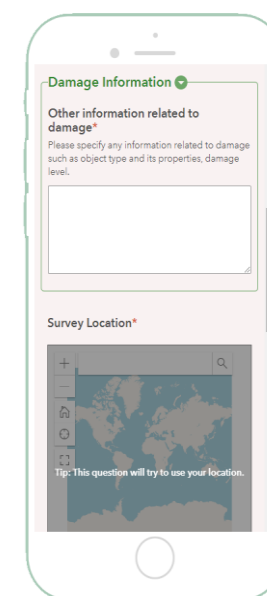 Damage Information
Other information related to
damage*
Please specify any information related to damage
such as object type and its properties, damage
level.
Survey Location*
Tip: This question will try to use your location.